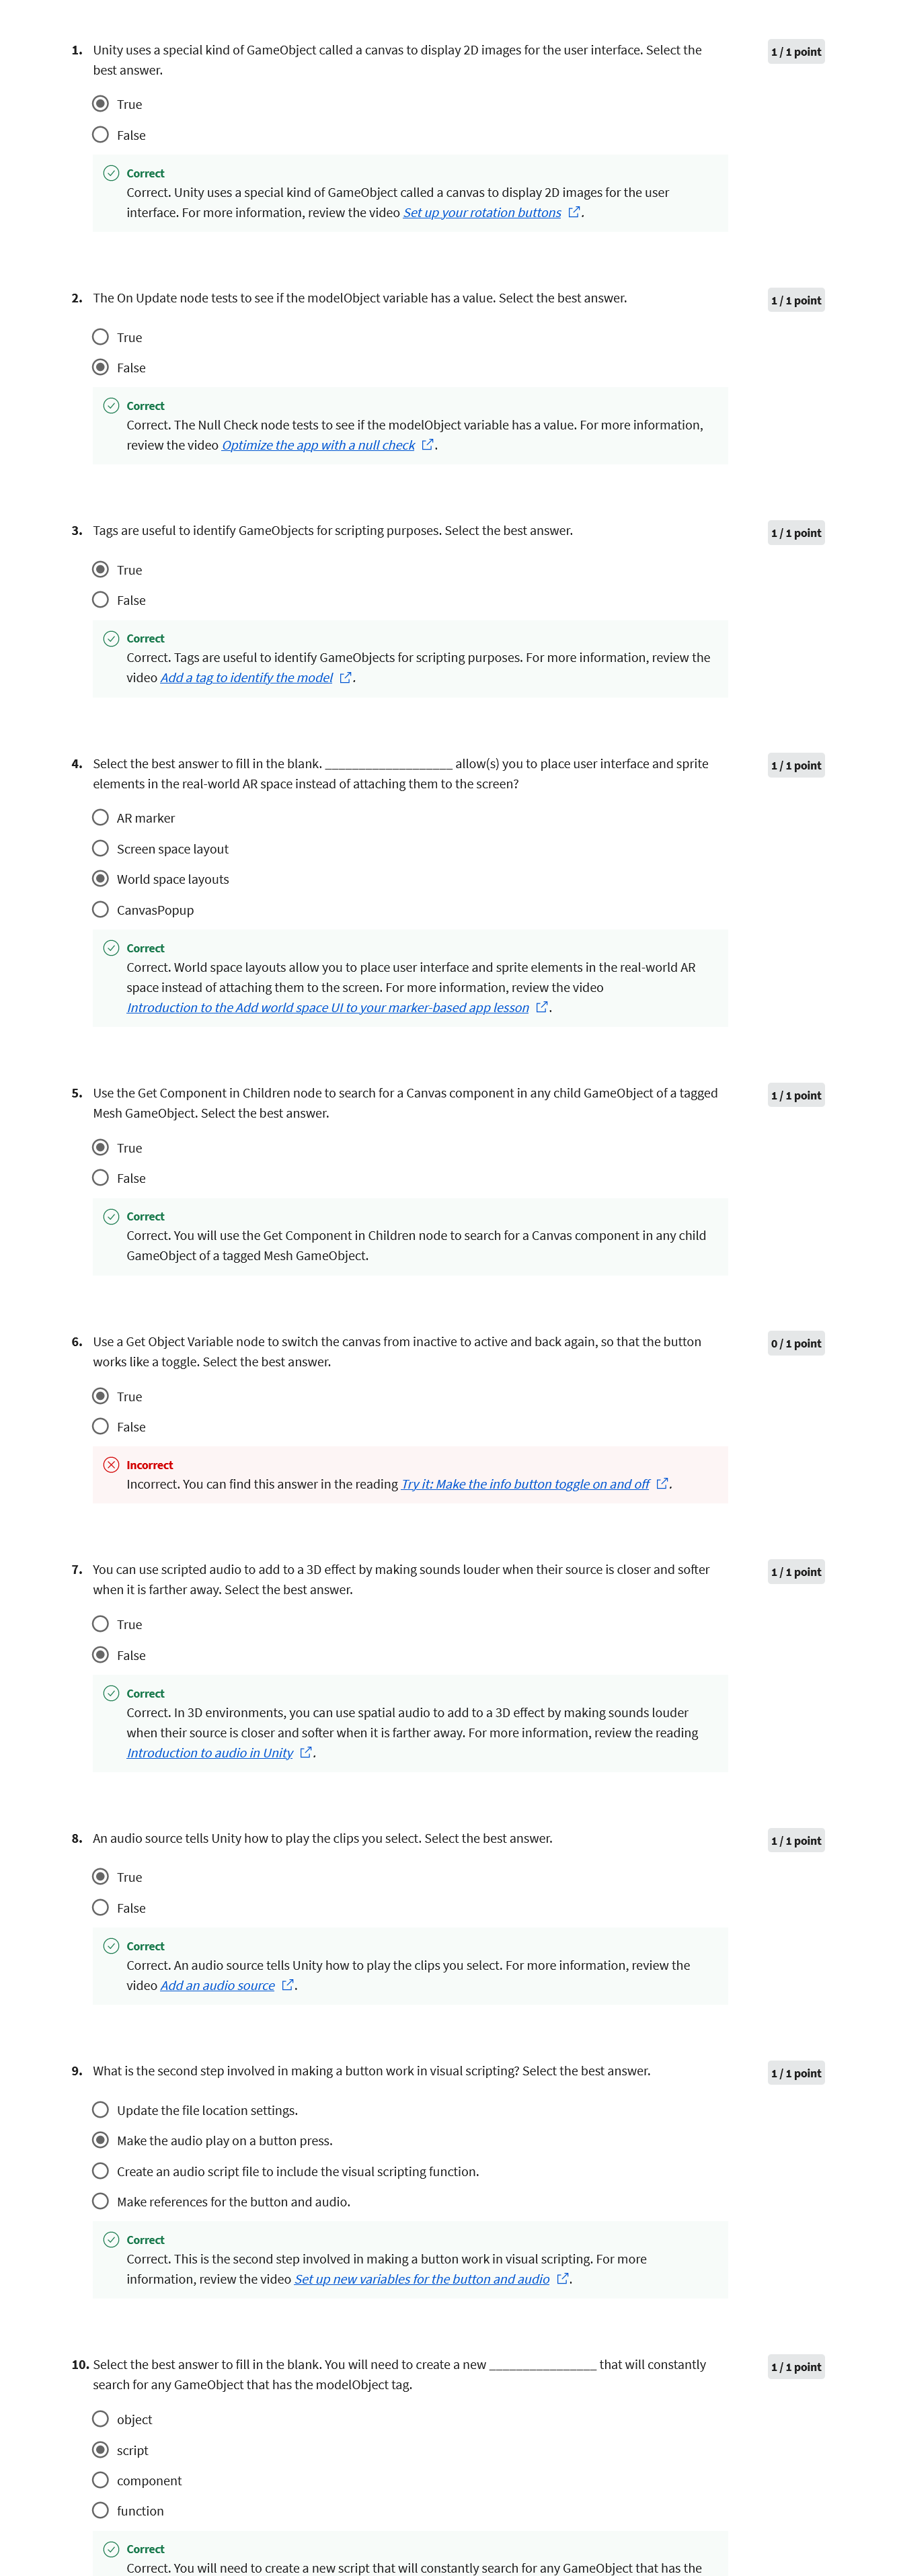 1. Unity uses a special kind of GameObject called a canvas to display 2D images for the user interface. Select the
best answer.
1 / 1 point
True
False
Correct
Correct. Unity uses a special kind of GameObject called a canvas to display 2D images for the user
interface. For more information, review the video Set up your rotation buttons .
2. The On Update node tests to see if the modelObject variable has a value. Select the best answer.
1 / 1 point
True
False
Correct
Correct. The Null Check node tests to see if the modelObject variable has a value. For more information,
review the video Optimize the app with a null check .
3. Tags are useful to identify GameObjects for scripting purposes. Select the best answer.
1 / 1 point
True
False
Correct
Correct. Tags are useful to identify GameObjects for scripting purposes. For more information, review the
video Add a tag to identify the model .
4. Select the best answer to fill in the blank. ___________________ allow(s) you to place user interface and sprite
elements in the real-world AR space instead of attaching them to the screen?
1 / 1 point
AR marker
Screen space layout
World space layouts
CanvasPopup
Correct
Correct. World space layouts allow you to place user interface and sprite elements in the real-world AR
space instead of attaching them to the screen. For more information, review the video
Introduction to the Add world space UI to your marker-based app lesson .
5. Use the Get Component in Children node to search for a Canvas component in any child GameObject of a tagged
Mesh GameObject. Select the best answer.
1 / 1 point
True
False
Correct
Correct. You will use the Get Component in Children node to search for a Canvas component in any child
GameObject of a tagged Mesh GameObject.
6. Use a Get Object Variable node to switch the canvas from inactive to active and back again, so that the button
works like a toggle. Select the best answer.
0 / 1 point
True
False
Incorrect
Incorrect. You can find this answer in the reading Try it: Make the info button toggle on and off .
7. You can use scripted audio to add to a 3D effect by making sounds louder when their source is closer and softer
when it is farther away. Select the best answer.
1 / 1 point
True
False
Correct
Correct. In 3D environments, you can use spatial audio to add to a 3D effect by making sounds louder
when their source is closer and softer when it is farther away. For more information, review the reading
Introduction to audio in Unity .
8. An audio source tells Unity how to play the clips you select. Select the best answer.
1 / 1 point
True
False
Correct
Correct. An audio source tells Unity how to play the clips you select. For more information, review the
video Add an audio source .
9. What is the second step involved in making a button work in visual scripting? Select the best answer.
1 / 1 point
Update the file location settings.
Make the audio play on a button press.
Create an audio script file to include the visual scripting function.
Make references for the button and audio.
Correct
Correct. This is the second step involved in making a button work in visual scripting. For more
information, review the video Set up new variables for the button and audio .
10. Select the best answer to fill in the blank. You will need to create a new ________________ that will constantly
search for any GameObject that has the modelObject tag.
1 / 1 point
object
script
component
function
Correct
Correct. You will need to create a new script that will constantly search for any GameObject that has the